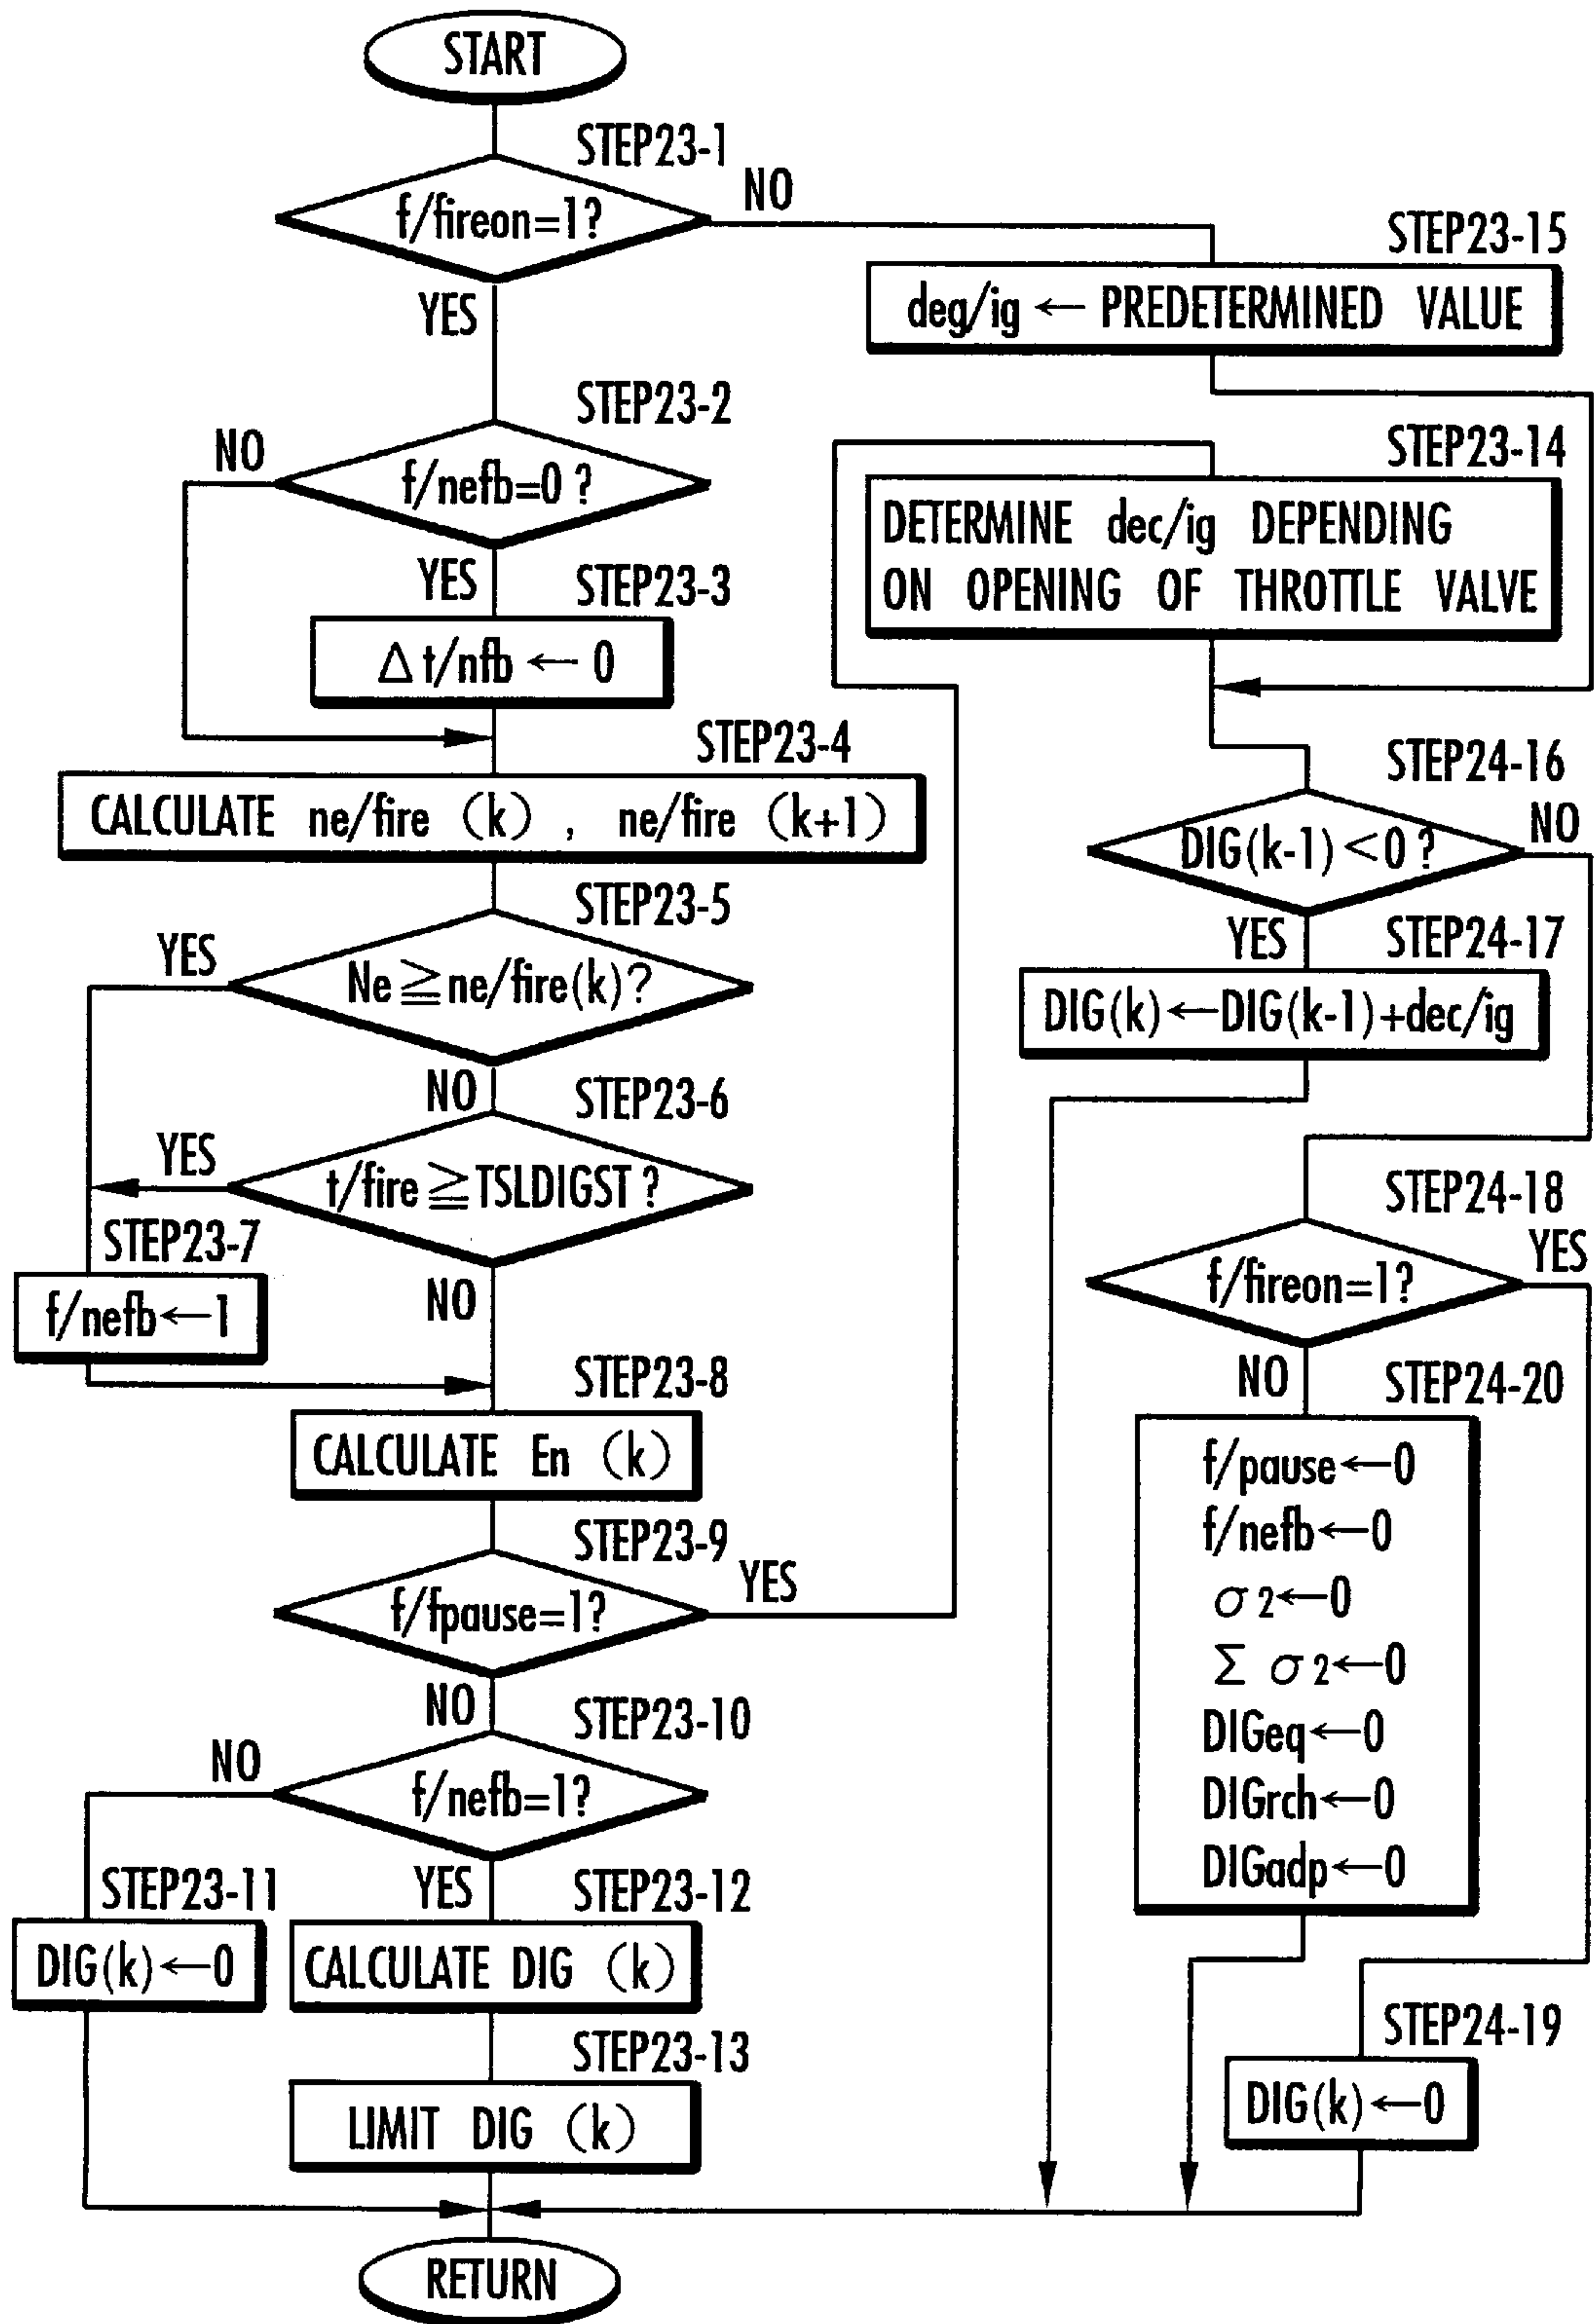 START
STEP23-1
f/fireon=1?
NO
YES
STEP23-15
deg/ig ← PREDETERMINED VALUE
STEP23-2
NO
f/nefb=0 ?
YES
STEP23-3
Δ t/nfb ← 0
STEP23-14
DETERMINE dec/ig DEPENDING
ON OPENING OF THROTTLE VALVE
STEP23-4
CALCULATE ne/fire (k) , ne/fire (k+1)
STEP23-5
YES
Ne ≧ ne/fire(k)?
NO
STEP23-6
YES
t/fire ≧ TSLDIGST ?
STEP23-7
f/nefb←1
NO
STEP23-8
CALCULATE En (k)
STEP23-9
f/fpause=1?
YES
NO
STEP23-10
NO
f/nefb=1?
STEP23-11
DIG(k)←0
YES
STEP23-12
CALCULATE DIG (k)
STEP23-13
LIMIT DIG (k)
RETURN
STEP24-16
NO
DIG(k-1) <0 ?
YES
STEP24-17
DIG(k)←DIG(k-1)+dec/ig
STEP24-18
YES
f/fireon=1?
NO
STEP24-20
f/pause←0
f/nefb←0
σ 2←0
Σ σ 2←0
DIGeq←0
DIGrch←0
DIGadp←0
STEP24-19
DIG(k)←0